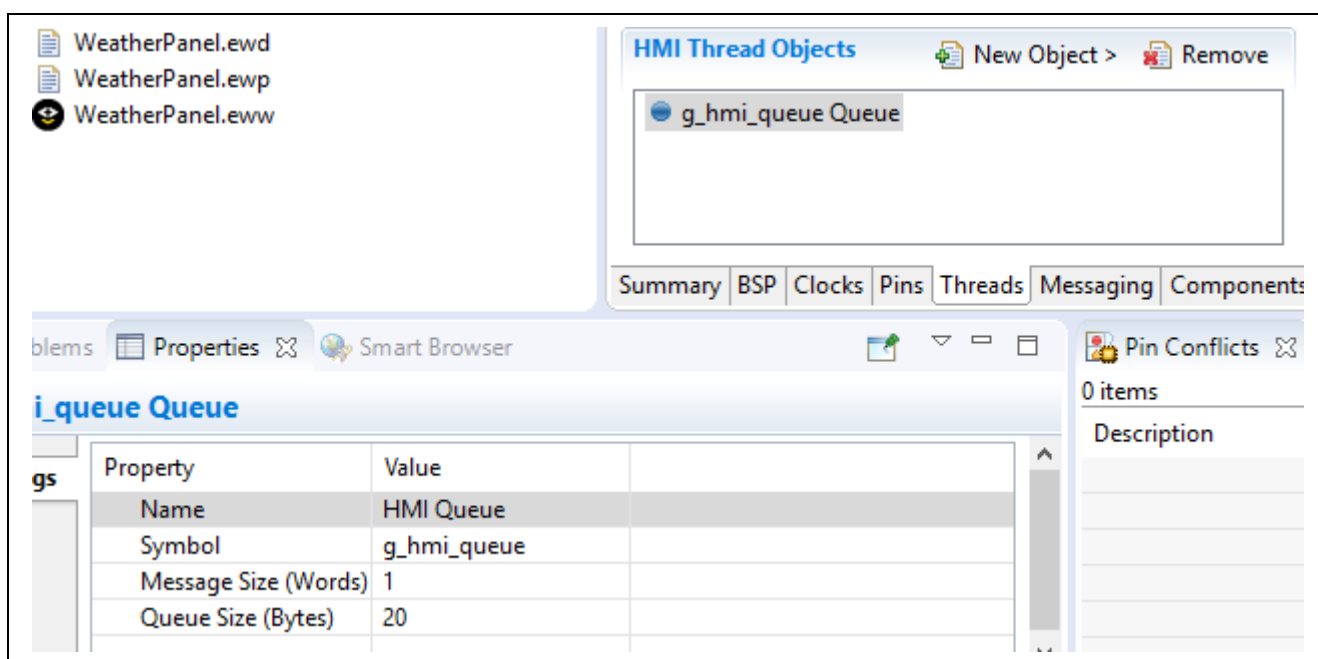 WeatherPanel.ewd
WeatherPanel.ewp
WeatherPanel.eww
HMI Thread Objects New Object > Remove
g_hmi_queue Queue
Summary BSP Clocks Pins Threads Messaging Components
blems Properties Smart Browser
Pin Conflicts
0 items
Description
i_queue Queue
gs
Property Value
Name HMI Queue
Symbol g_hmi_queue
Message Size (Words) 1
Queue Size (Bytes) 20